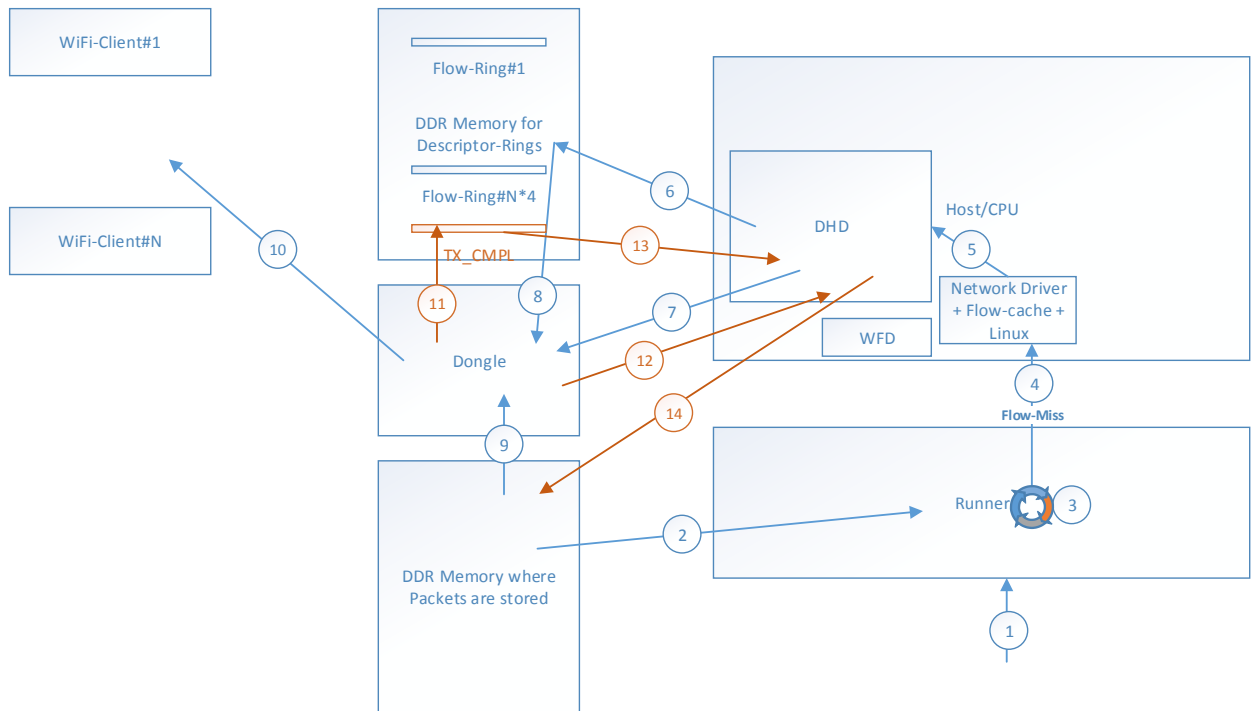 WiFi-Client#1
WiFi-Client#N
10
Flow-Ring#1
DDR Memory for
Descriptor-Rings
Flow-Ring#N*4
TX_CMPL
11
8
Dongle
9
DDR Memory where
Packets are stored
6
13
7
12
14
2
DHD
Host/CPU
5
Network Driver
+ Flow-cache +
Linux
WFD
4
Flow-Miss
Runner
3
1